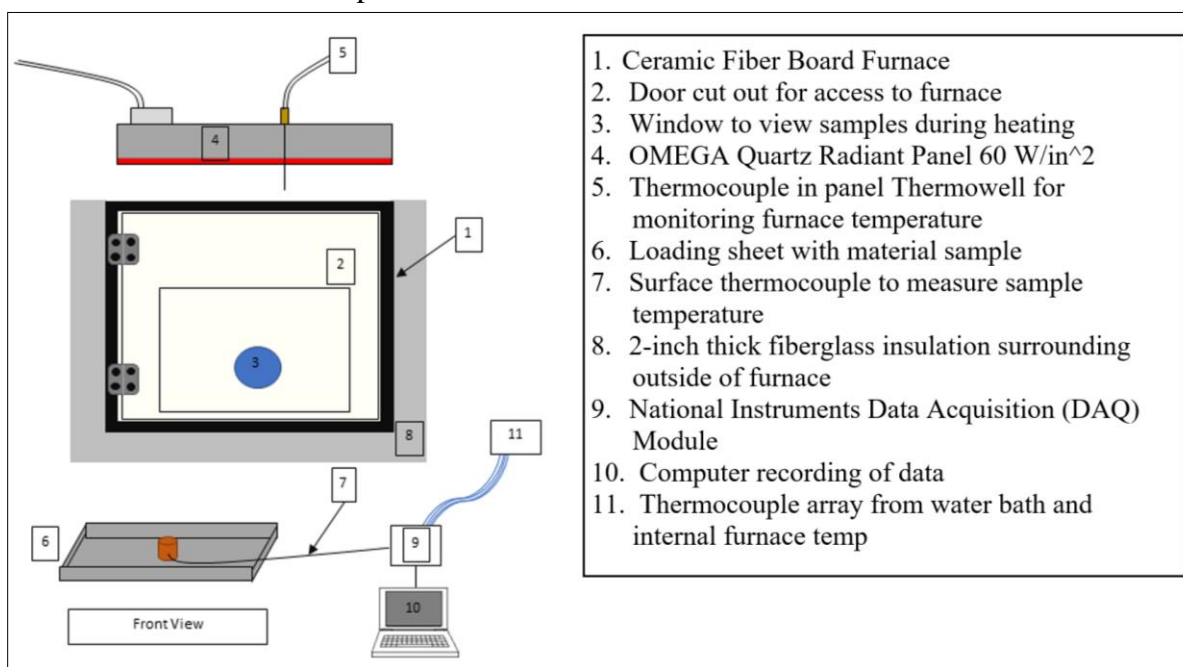 5
4
1
2
3
8
11
7
6
9
10
Front View
1. Ceramic Fiber Board Furnace
2. Door cut out for access to furnace
3. Window to view samples during heating
4. OMEGA Quartz Radiant Panel 60 W/in^2
5. Thermocouple in panel Thermowell for
monitoring furnace temperature
6. Loading sheet with material sample
7. Surface thermocouple to measure sample
temperature
8. 2-inch thick fiberglass insulation surrounding
outside of furnace
9. National Instruments Data Acquisition (DAQ)
Module
10. Computer recording of data
11. Thermocouple array from water bath and
internal furnace temp